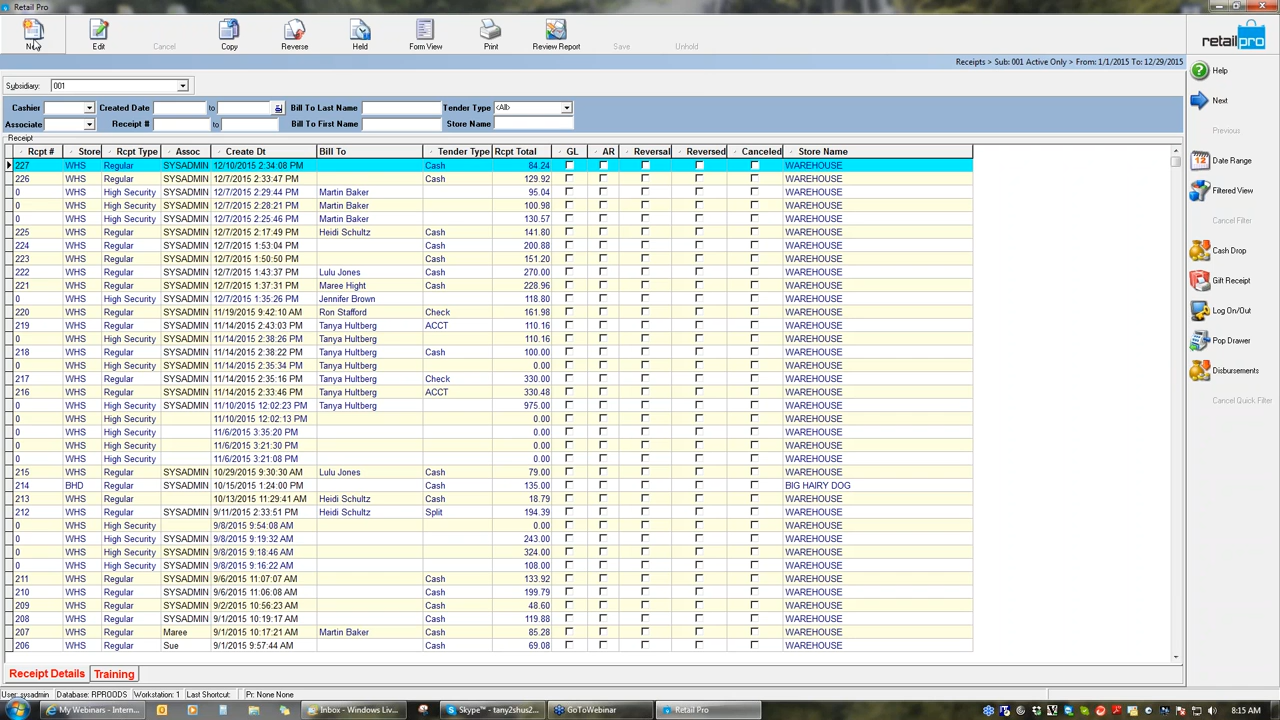 Retail Pro
New Edit Cancel Copy Reverse Held Form View Print Review Report Save Unhold
retailpro
Receipts > Sub: 001 Active Only > From: 1/1/2015 To: 12/29/2015
Subsidiary: 001
Cashier Created Date to Bill To Last Name Tender Type <All>
Associate Receipt # to Bill To First Name Store Name
Receipt
Rcpt # Store Rcpt Type Assoc Create Dt Bill To Tender Type Rcpt Total GL AR Reversal Reversed Canceled Store Name
227 WHS Regular SYSADMIN 12/10/2015 2:34:08 PM Cash 84.24 WAREHOUSE
226 WHS Regular SYSADMIN 12/7/2015 2:33:47 PM Cash 129.92 WAREHOUSE
0 WHS High Security SYSADMIN 12/7/2015 2:29:44 PM Martin Baker 95.04 WAREHOUSE
0 WHS High Security SYSADMIN 12/7/2015 2:28:21 PM Martin Baker 100.98 WAREHOUSE
0 WHS High Security SYSADMIN 12/7/2015 2:25:46 PM Martin Baker 130.57 WAREHOUSE
225 WHS Regular SYSADMIN 12/7/2015 2:17:49 PM Heidi Schultz Cash 141.80 WAREHOUSE
224 WHS Regular SYSADMIN 12/7/2015 1:53:04 PM Cash 200.88 WAREHOUSE
223 WHS Regular SYSADMIN 12/7/2015 1:50:50 PM Cash 151.20 WAREHOUSE
222 WHS Regular SYSADMIN 12/7/2015 1:43:37 PM Lulu Jones Cash 270.00 WAREHOUSE
221 WHS Regular SYSADMIN 12/7/2015 1:37:31 PM Maree Hight Cash 228.96 WAREHOUSE
0 WHS High Security SYSADMIN 12/7/2015 1:35:26 PM Jennifer Brown 118.80 WAREHOUSE
220 WHS Regular SYSADMIN 11/19/2015 9:42:10 AM Ron Stafford Check 161.98 WAREHOUSE
219 WHS Regular SYSADMIN 11/14/2015 2:43:03 PM Tanya Hultberg ACCT 110.16 WAREHOUSE
0 WHS High Security SYSADMIN 11/14/2015 2:38:26 PM Tanya Hultberg 110.16 WAREHOUSE
218 WHS Regular SYSADMIN 11/14/2015 2:38:22 PM Tanya Hultberg Cash 100.00 WAREHOUSE
0 WHS High Security SYSADMIN 11/14/2015 2:35:34 PM Tanya Hultberg 0.00 WAREHOUSE
217 WHS Regular SYSADMIN 11/14/2015 2:35:16 PM Tanya Hultberg Check 330.00 WAREHOUSE
216 WHS Regular SYSADMIN 11/14/2015 2:33:46 PM Tanya Hultberg ACCT 330.48 WAREHOUSE
0 WHS High Security SYSADMIN 11/10/2015 12:02:23 PM Tanya Hultberg 975.00 WAREHOUSE
0 WHS High Security 11/10/2015 12:02:13 PM 0.00 WAREHOUSE
0 WHS High Security 11/6/2015 3:35:20 PM 0.00 WAREHOUSE
0 WHS High Security 11/6/2015 3:21:30 PM 0.00 WAREHOUSE
0 WHS High Security 11/6/2015 3:21:08 PM 0.00 WAREHOUSE
215 WHS Regular SYSADMIN 10/29/2015 9:30:30 AM Lulu Jones Cash 79.00 WAREHOUSE
214 BHD Regular SYSADMIN 10/15/2015 1:24:00 PM Cash 135.00 BIG HAIRY DOG
213 WHS Regular 10/13/2015 11:29:41 AM Heidi Schultz Cash 18.79 WAREHOUSE
212 WHS Regular SYSADMIN 9/11/2015 2:33:51 PM Heidi Schultz Split 194.39 WAREHOUSE
0 WHS High Security 9/8/2015 9:54:08 AM 0.00 WAREHOUSE
0 WHS High Security SYSADMIN 9/8/2015 9:19:32 AM 243.00 WAREHOUSE
0 WHS High Security SYSADMIN 9/8/2015 9:18:46 AM 324.00 WAREHOUSE
0 WHS High Security SYSADMIN 9/8/2015 9:16:22 AM 108.00 WAREHOUSE
211 WHS Regular SYSADMIN 9/6/2015 11:07:07 AM Cash 133.92 WAREHOUSE
210 WHS Regular SYSADMIN 9/6/2015 11:06:08 AM Cash 199.79 WAREHOUSE
209 WHS Regular SYSADMIN 9/2/2015 10:56:23 AM Cash 48.60 WAREHOUSE
208 WHS Regular SYSADMIN 9/1/2015 10:19:17 AM Cash 119.88 WAREHOUSE
207 WHS Regular Maree 9/1/2015 10:17:21 AM Martin Baker Cash 85.28 WAREHOUSE
206 WHS Regular Sue 9/1/2015 9:57:44 AM Cash 69.08 WAREHOUSE
Help
Next
Previous
Date Range
Filtered View
Cancel Filter
Cash Drop
Gift Receipt
Log On/Out
Pop Drawer
Disbursements
Cancel Quick Filter
Receipt Details Training
User: sysadmin Database: RPROODS Workstation: 1 Last Shortcut: Pr: None None
My Webinars - Intern... Inbox - Windows Liv... Skype™ - tany2shus2... GoToWebinar Retail Pro 8:15 AM